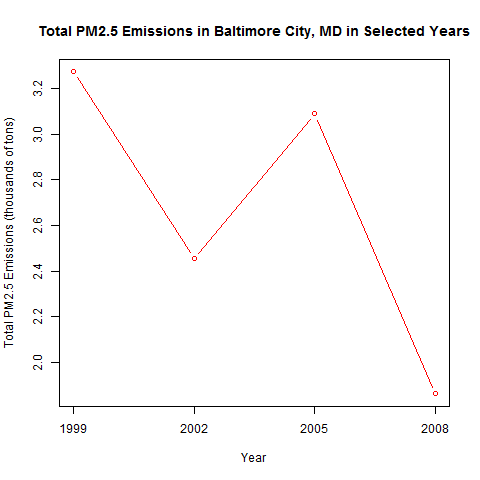 Total PM2.5 Emissions in Baltimore City, MD in Selected Years
Total PM2.5 Emissions (thousands of tons)
3.2
3.0
2.8
2.6
2.4
2.2
2.0
1999 2002 2005 2008
Year